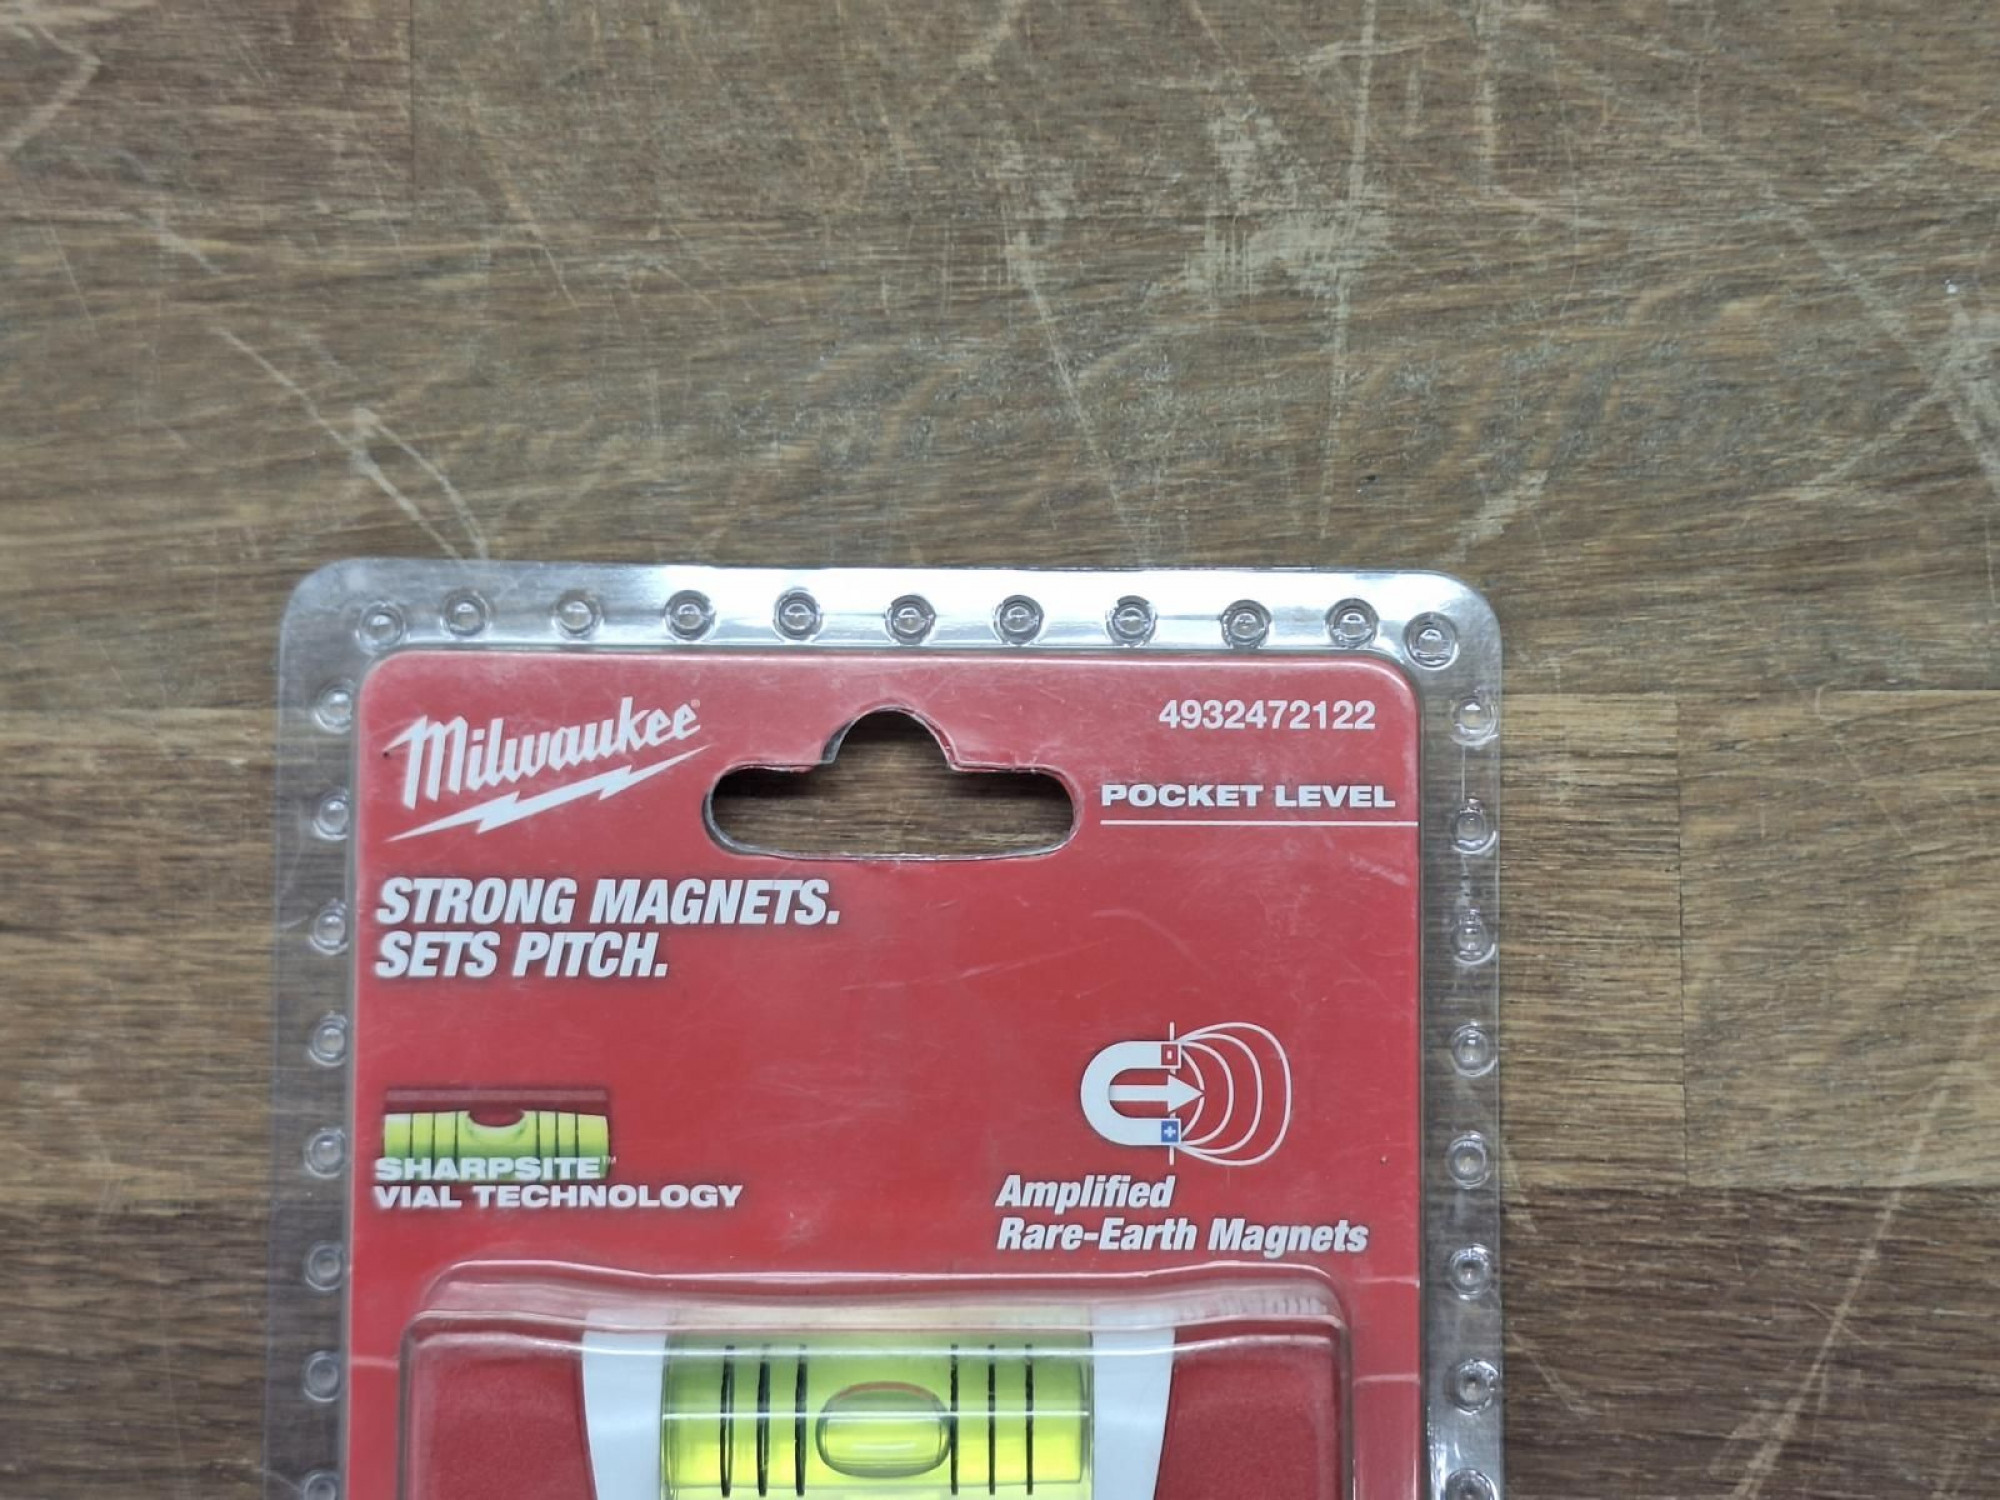 Milwaukee®
4932472122
POCKET LEVEL
STRONG MAGNETS.
SETS PITCH.
SHARPSITE™
VIAL TECHNOLOGY
Amplified
Rare-Earth Magnets